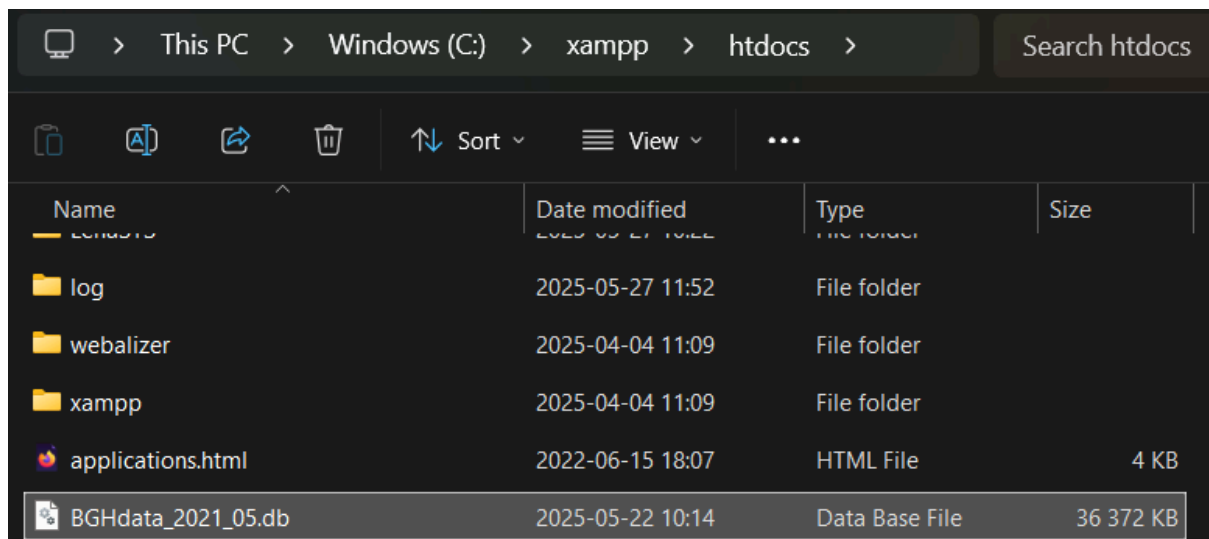 This PC > Windows (C:) > xampp > htdocs > Search htdocs
Sort View
Name Date modified Type Size
log 2025-05-27 11:52 File folder
webalizer 2025-04-04 11:09 File folder
xampp 2025-04-04 11:09 File folder
applications.html 2022-06-15 18:07 HTML File 4 KB
BGHdata_2021_05.db 2025-05-22 10:14 Data Base File 36 372 KB